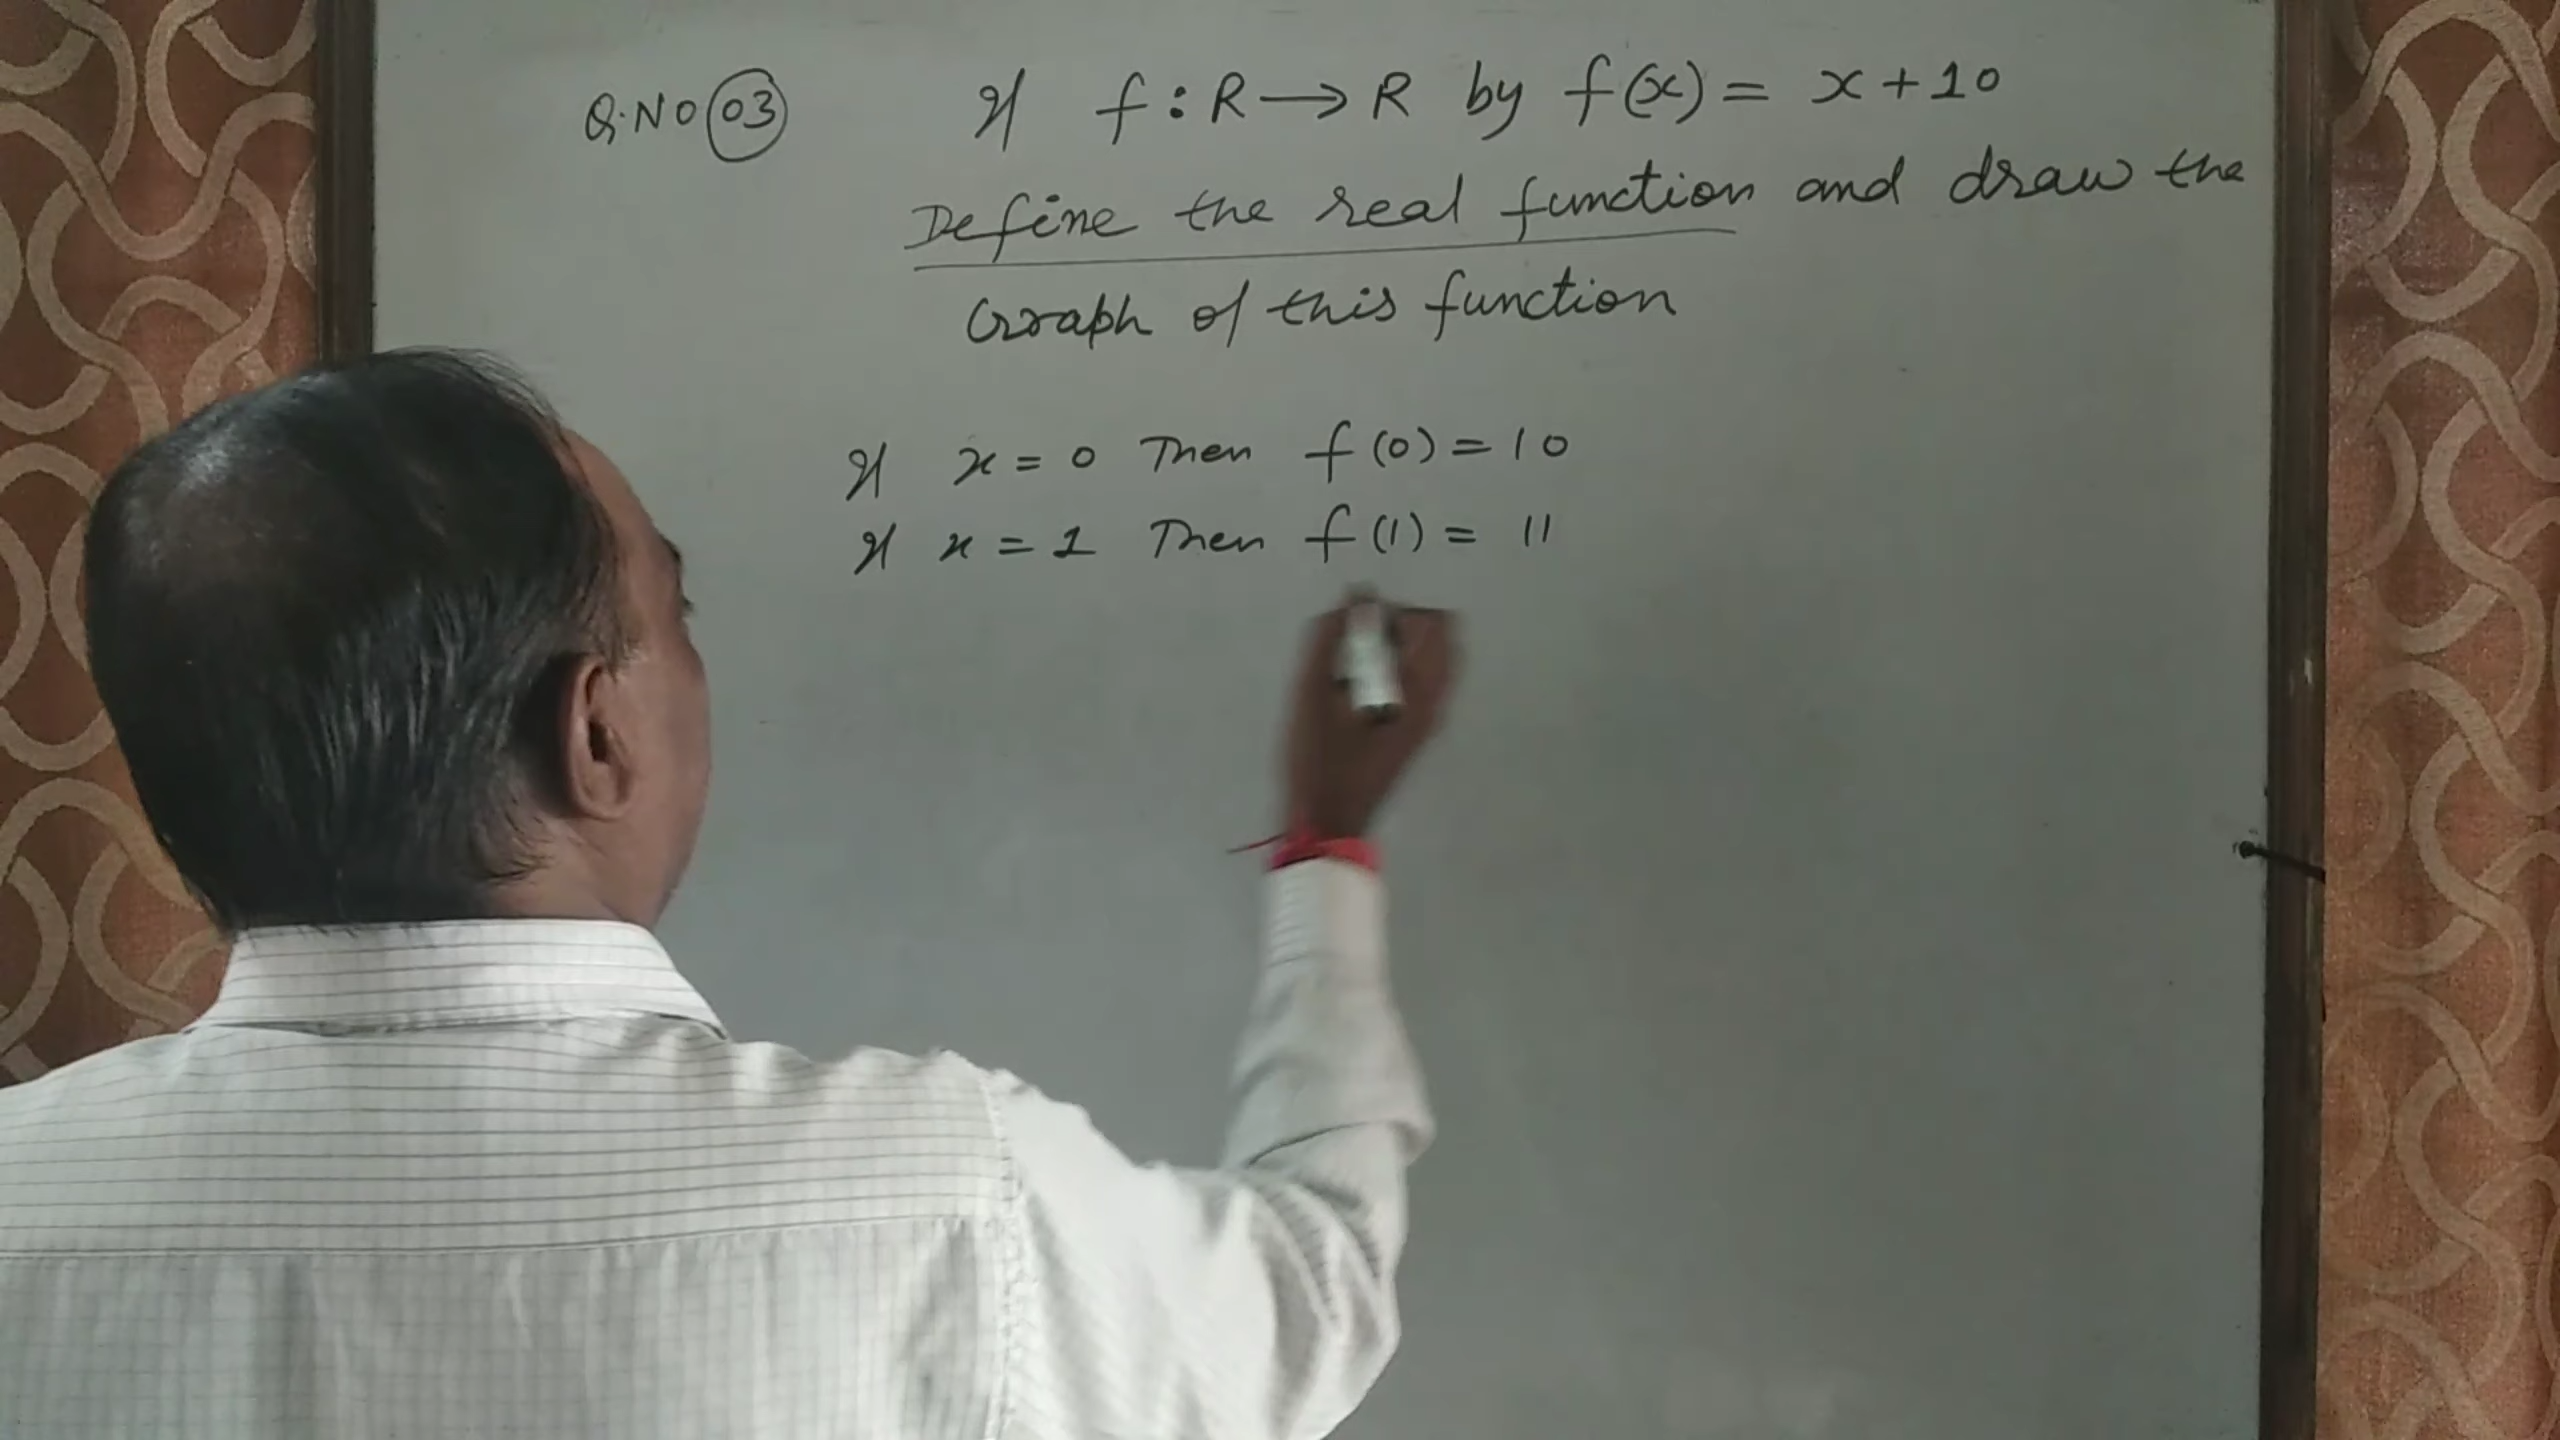 Q.NO 03 If f : R → R by f(x) = x + 10
Define the real function and draw the
Graph of this function
If x = 0 Then f(0) = 10
If x = 1 Then f(1) = 11